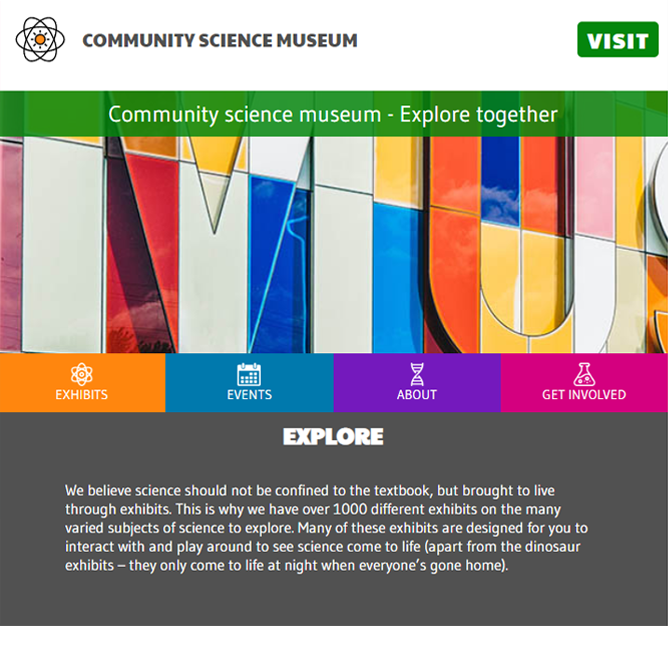 COMMUNITY SCIENCE MUSEUM
VISIT
Community science museum - Explore together
MUS
EXHIBITS
EVENTS
ABOUT
GET INVOLVED
EXPLORE
We believe science should not be confined to the textbook, but brought to live
through exhibits. This is why we have over 1000 different exhibits on the many
varied subjects of science to explore. Many of these exhibits are designed for you to
interact with and play around to see science come to life (apart from the dinosaur
exhibits – they only come to life at night when everyone’s gone home).